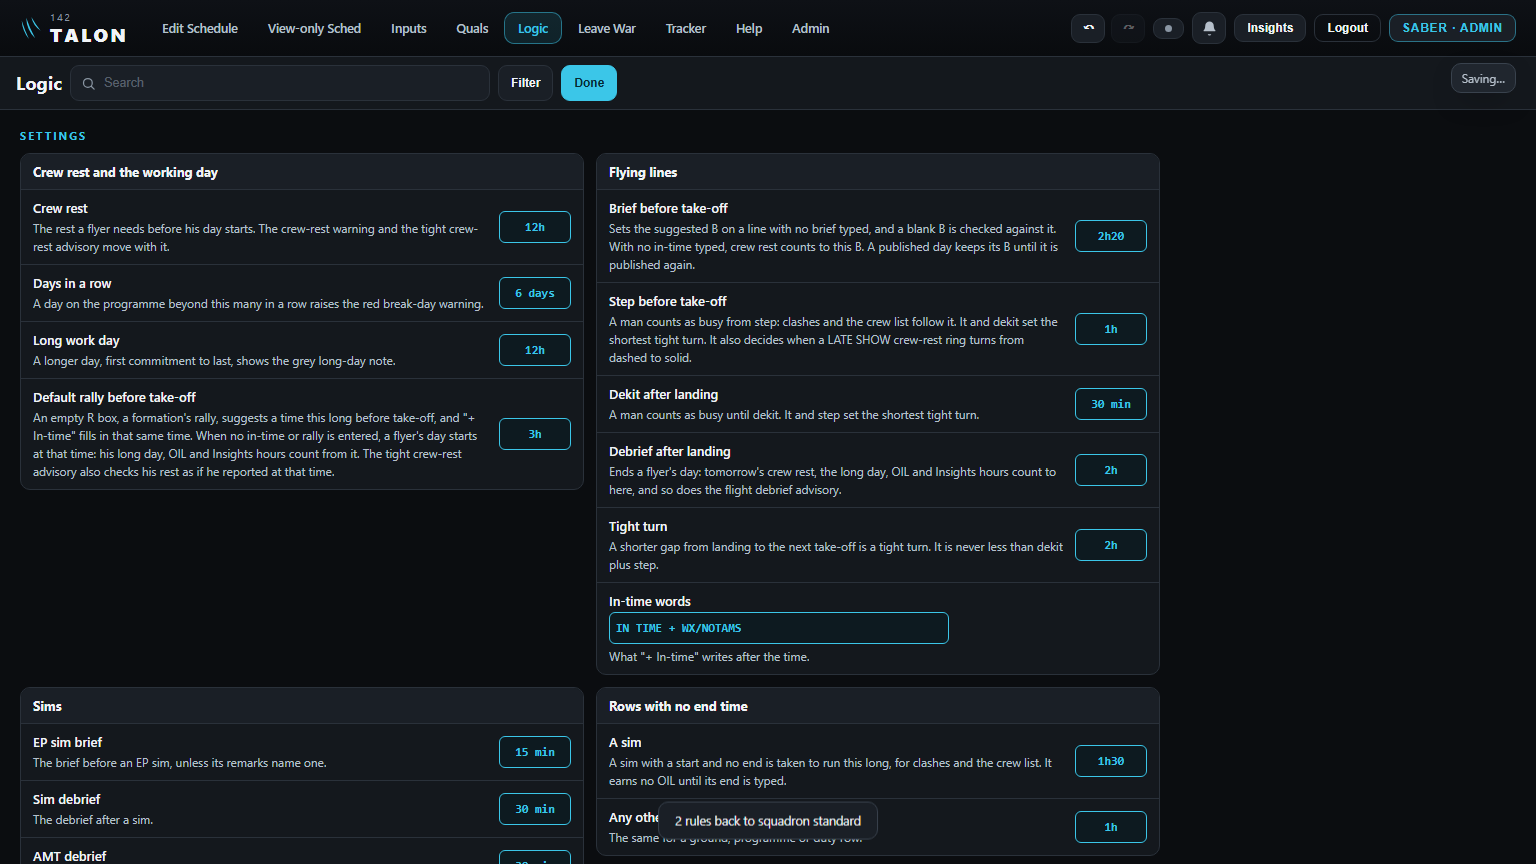 142
TALON
Edit Schedule
View-only Sched
Inputs
Quals
Logic
Leave War
Tracker
Help
Admin
Insights
Logout
SABER · ADMIN
Logic
Search
Filter
Done
Saving...
SETTINGS
Crew rest and the working day
Crew rest
The rest a flyer needs before his day starts. The crew-rest warning and the tight crew-
rest advisory move with it.
12h
Days in a row
A day on the programme beyond this many in a row raises the red break-day warning.
6 days
Long work day
A longer day, first commitment to last, shows the grey long-day note.
12h
Default rally before take-off
An empty R box, a formation's rally, suggests a time this long before take-off, and "+
In-time" fills in that same time. When no in-time or rally is entered, a flyer's day starts
at that time: his long day, OIL and Insights hours count from it. The tight crew-rest
advisory also checks his rest as if he reported at that time.
3h
Flying lines
Brief before take-off
Sets the suggested B on a line with no brief typed, and a blank B is checked against it.
With no in-time typed, crew rest counts to this B. A published day keeps its B until it is
published again.
2h20
Step before take-off
A man counts as busy from step: clashes and the crew list follow it. It and dekit set the
shortest tight turn. It also decides when a LATE SHOW crew-rest ring turns from
dashed to solid.
1h
Dekit after landing
A man counts as busy until dekit. It and step set the shortest tight turn.
30 min
Debrief after landing
Ends a flyer's day: tomorrow's crew rest, the long day, OIL and Insights hours count to
here, and so does the flight debrief advisory.
2h
Tight turn
A shorter gap from landing to the next take-off is a tight turn. It is never less than dekit
plus step.
2h
In-time words
IN TIME + WX/NOTAMS
What "+ In-time" writes after the time.
Sims
EP sim brief
The brief before an EP sim, unless its remarks name one.
15 min
Sim debrief
The debrief after a sim.
30 min
AMT debrief
Rows with no end time
A sim
A sim with a start and no end is taken to run this long, for clashes and the crew list. It
earns no OIL until its end is typed.
1h30
Any
The same
1h
2 rules back to squadron standard